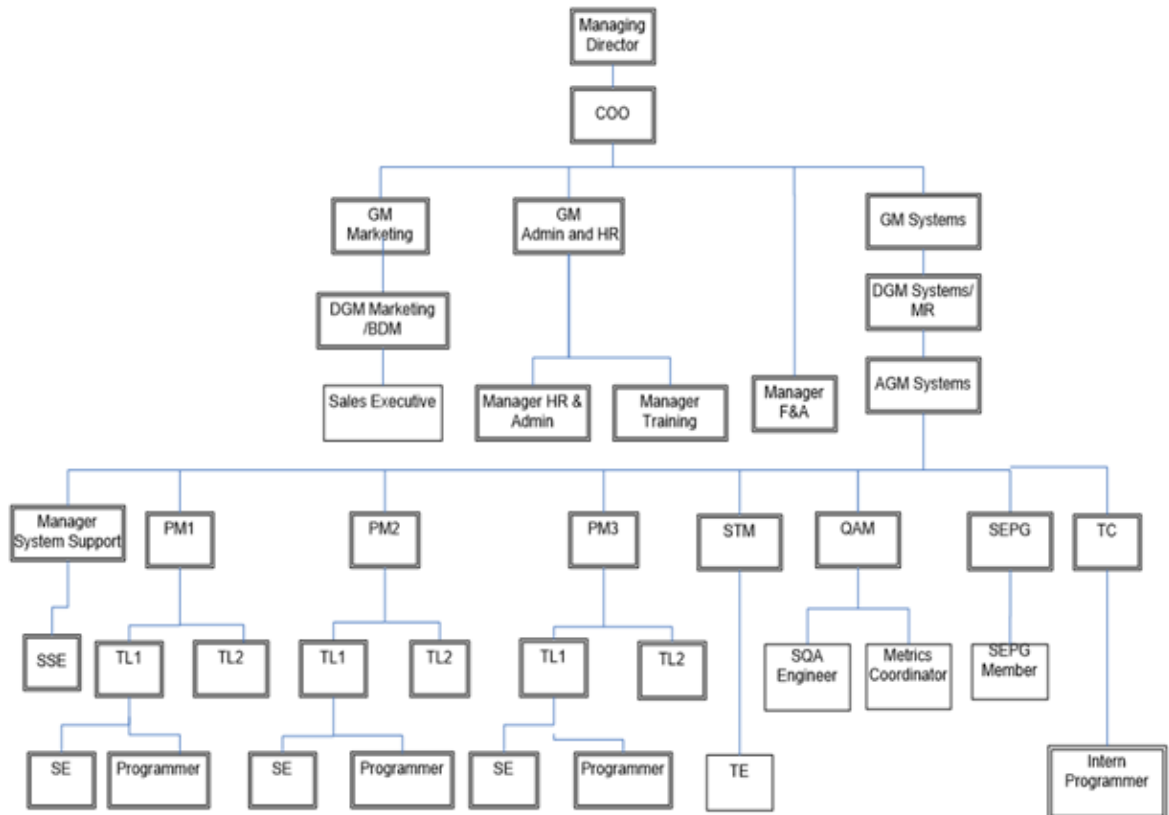 Managing
Director
COO
GM
Marketing
GM
Admin and HR
GM Systems
DGM Marketing
/BDM
DGM Systems/
MR
Sales Executive
Manager HR &
Admin
Manager
Training
Manager
F&A
AGM Systems
Manager
System Support
PM1
PM2
PM3
STM
QAM
SEPG
TC
SSE
TL1
TL2
TL1
TL2
TL1
TL2
SQA
Engineer
Metrics
Coordinator
SEPG
Member
SE
Programmer
SE
Programmer
SE
Programmer
TE
Intern
Programmer